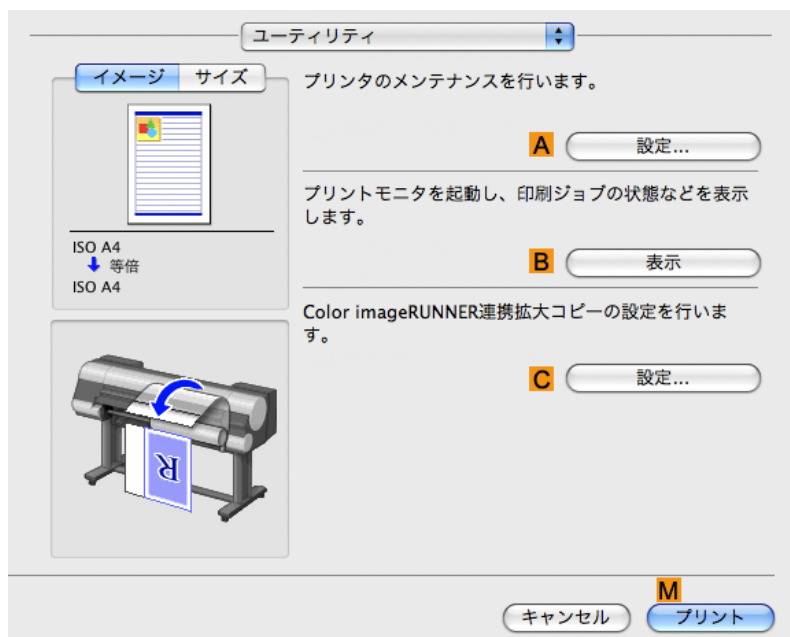 ユーティリティ
イメージ サイズ
プリンタのメンテナンスを行います。
A 設定...
プリントモニタを起動し、印刷ジョブの状態などを表示
します。
B 表示
ISO A4
等倍
ISO A4
Color imageRUNNER連携拡大コピーの設定を行いま
す。
C 設定...
R
M
キャンセル プリント